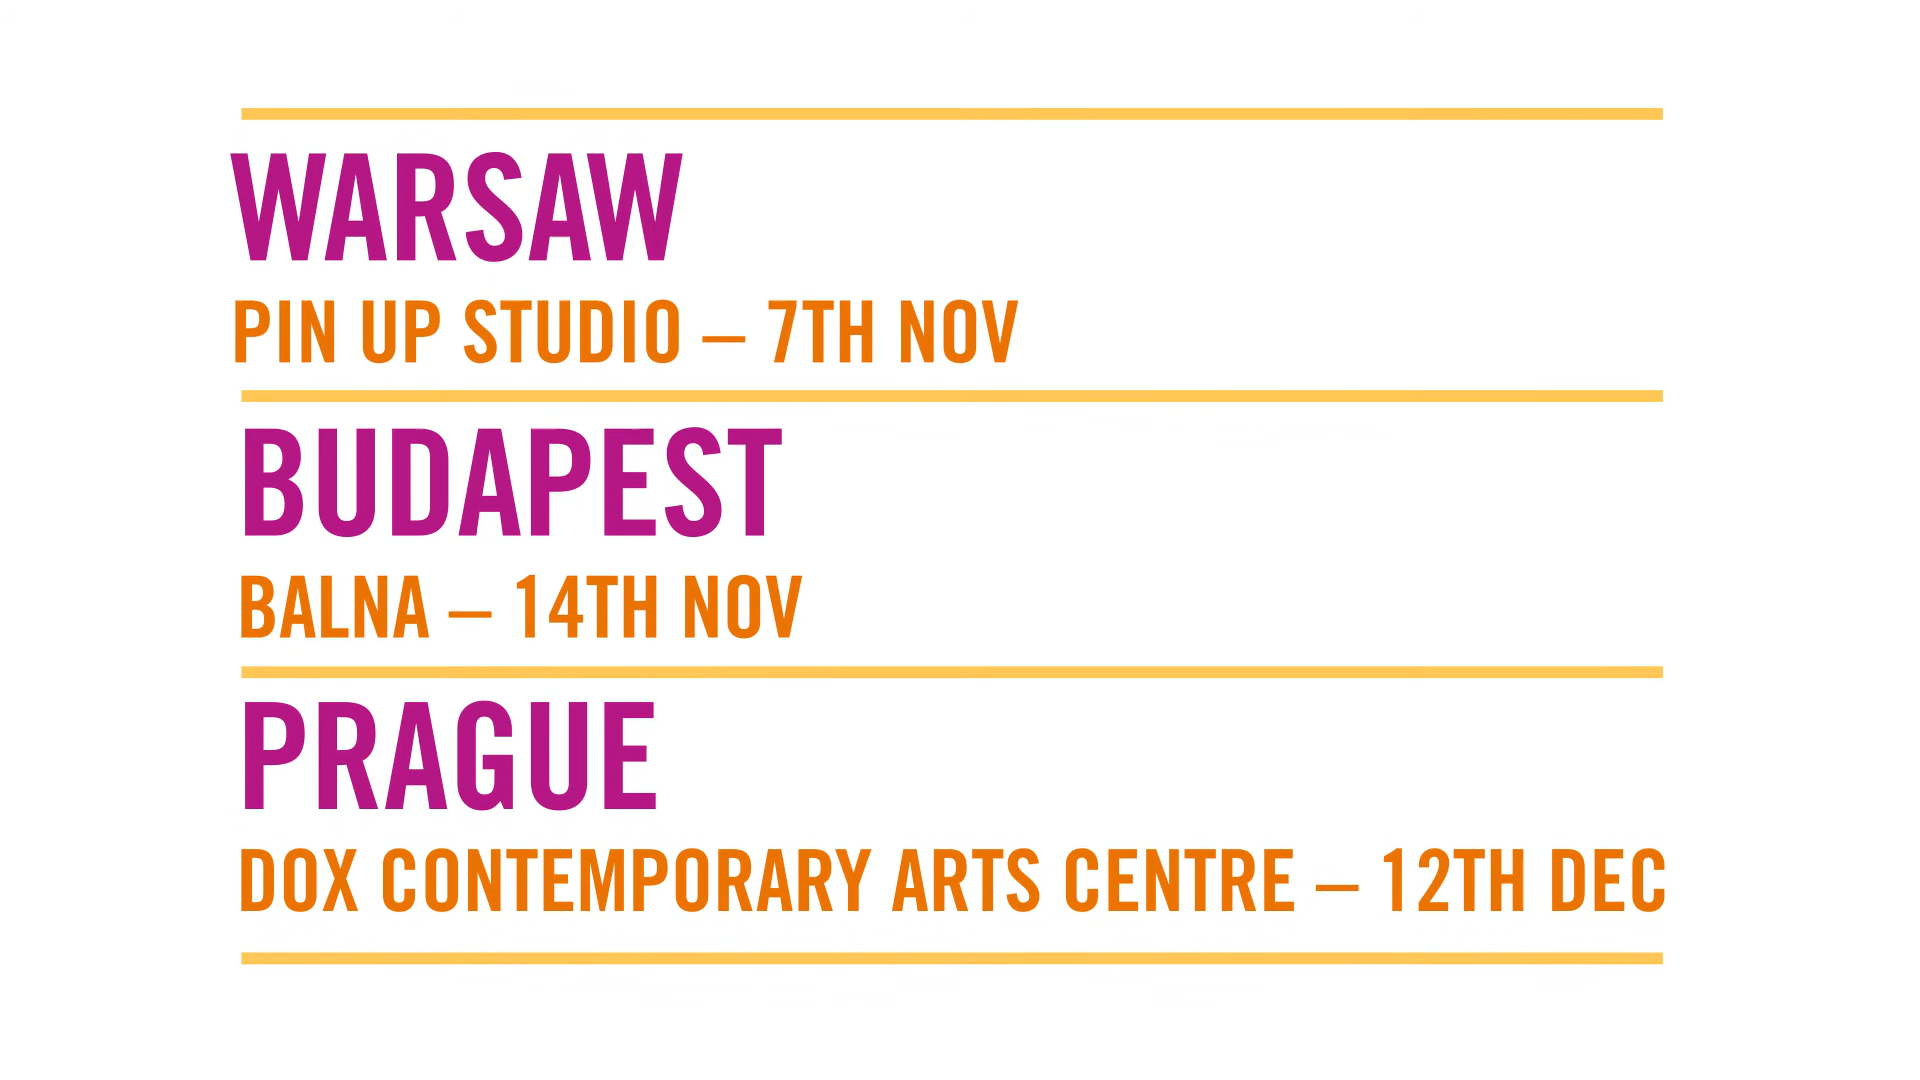 WARSAW
PIN UP STUDIO – 7TH NOV
BUDAPEST
BALNA – 14TH NOV
PRAGUE
DOX CONTEMPORARY ARTS CENTRE – 12TH DEC